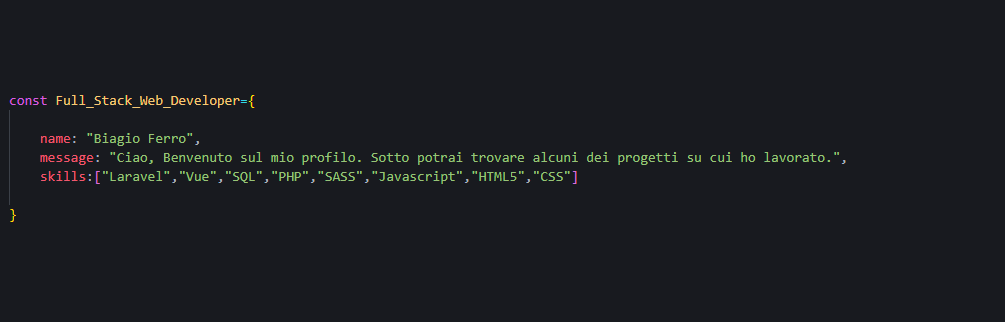 const Full_Stack_Web_Developer={
name: "Biagio Ferro",
message: "Ciao, Benvenuto sul mio profilo. Sotto potrai trovare alcuni dei progetti su cui ho lavorato.",
skills:["Laravel","Vue","SQL","PHP","SASS","Javascript","HTML5","CSS"]
}